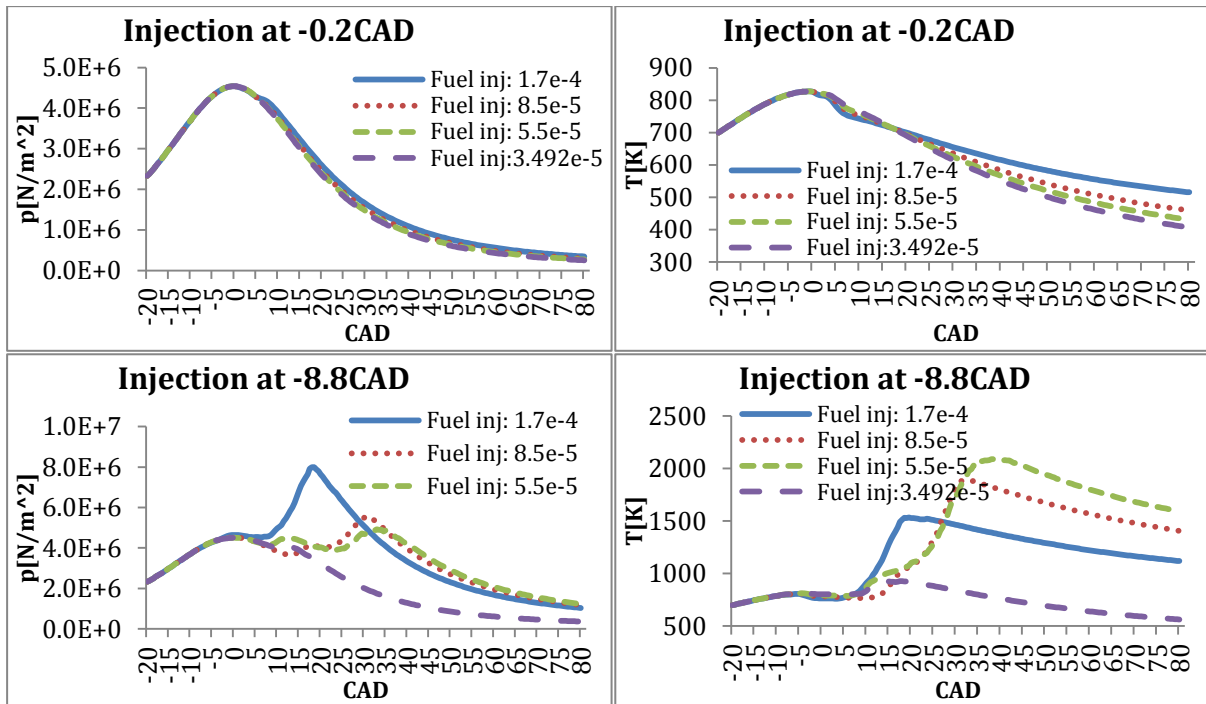 Injection at -0.2CAD
5.0E+6
4.0E+6
3.0E+6
2.0E+6
1.0E+6
0.0E+0
p[N/m^2]
Fuel inj: 1.7e-4
Fuel inj: 8.5e-5
Fuel inj: 5.5e-5
Fuel inj:3.492e-5
-20 -15 -10 -5 0 5 10 15 20 25 30 35 40 45 50 55 60 65 70 75 80
CAD
Injection at -0.2CAD
900
800
700
600
500
400
300
T[K]
Fuel inj: 1.7e-4
Fuel inj: 8.5e-5
Fuel inj: 5.5e-5
Fuel inj:3.492e-5
-20 -15 -10 -5 0 5 10 15 20 25 30 35 40 45 50 55 60 65 70 75 80
CAD
Injection at -8.8CAD
1.0E+7
8.0E+6
6.0E+6
4.0E+6
2.0E+6
0.0E+0
p[N/m^2]
Fuel inj: 1.7e-4
Fuel inj: 8.5e-5
Fuel inj: 5.5e-5
-20 -15 -10 -5 0 5 10 15 20 25 30 35 40 45 50 55 60 65 70 75 80
CAD
Injection at -8.8CAD
2500
2000
1500
1000
500
T[K]
Fuel inj: 1.7e-4
Fuel inj: 8.5e-5
Fuel inj: 5.5e-5
Fuel inj:3.492e-5
-20 -15 -10 -5 0 5 10 15 20 25 30 35 40 45 50 55 60 65 70 75 80
CAD